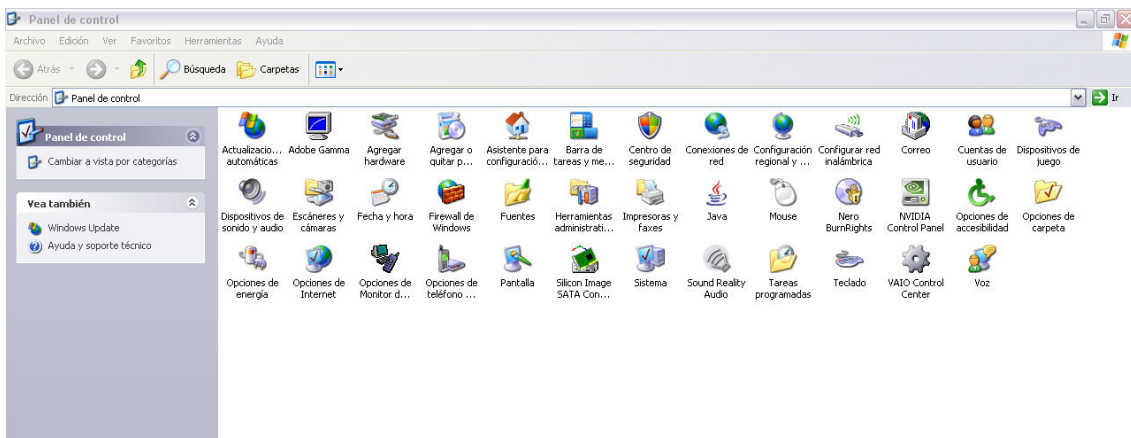 Panel de control
Archivo Edición Ver Favoritos Herramientas Ayuda
Atrás Búsqueda Carpetas
Dirección Panel de control Ir
Panel de control
Cambiar a vista por categorías
Vea también
Windows Update
Ayuda y soporte técnico
Actualizacio... Adobe Gamma Agregar Agregar o Asistente para Barra de Centro de Conexiones de Configuración Configurar red Correo Cuentas de Dispositivos de
automáticas hardware quitar p... configuració... tareas y me... seguridad red regional y ... inalámbrica usuario juego
Dispositivos de Escáneres y Fecha y hora Firewall de Fuentes Herramientas Impresoras y Java Mouse Nero NVIDIA Opciones de Opciones de
sonido y audio cámaras Windows administrati... faxes BurnRights Control Panel accesibilidad carpeta
Opciones de Opciones de Opciones de Opciones de Pantalla Silicon Image Sistema Sound Reality Tareas Teclado VAIO Control Voz
energía Internet Monitor d... teléfono ... SATA Con... Audio programadas Center